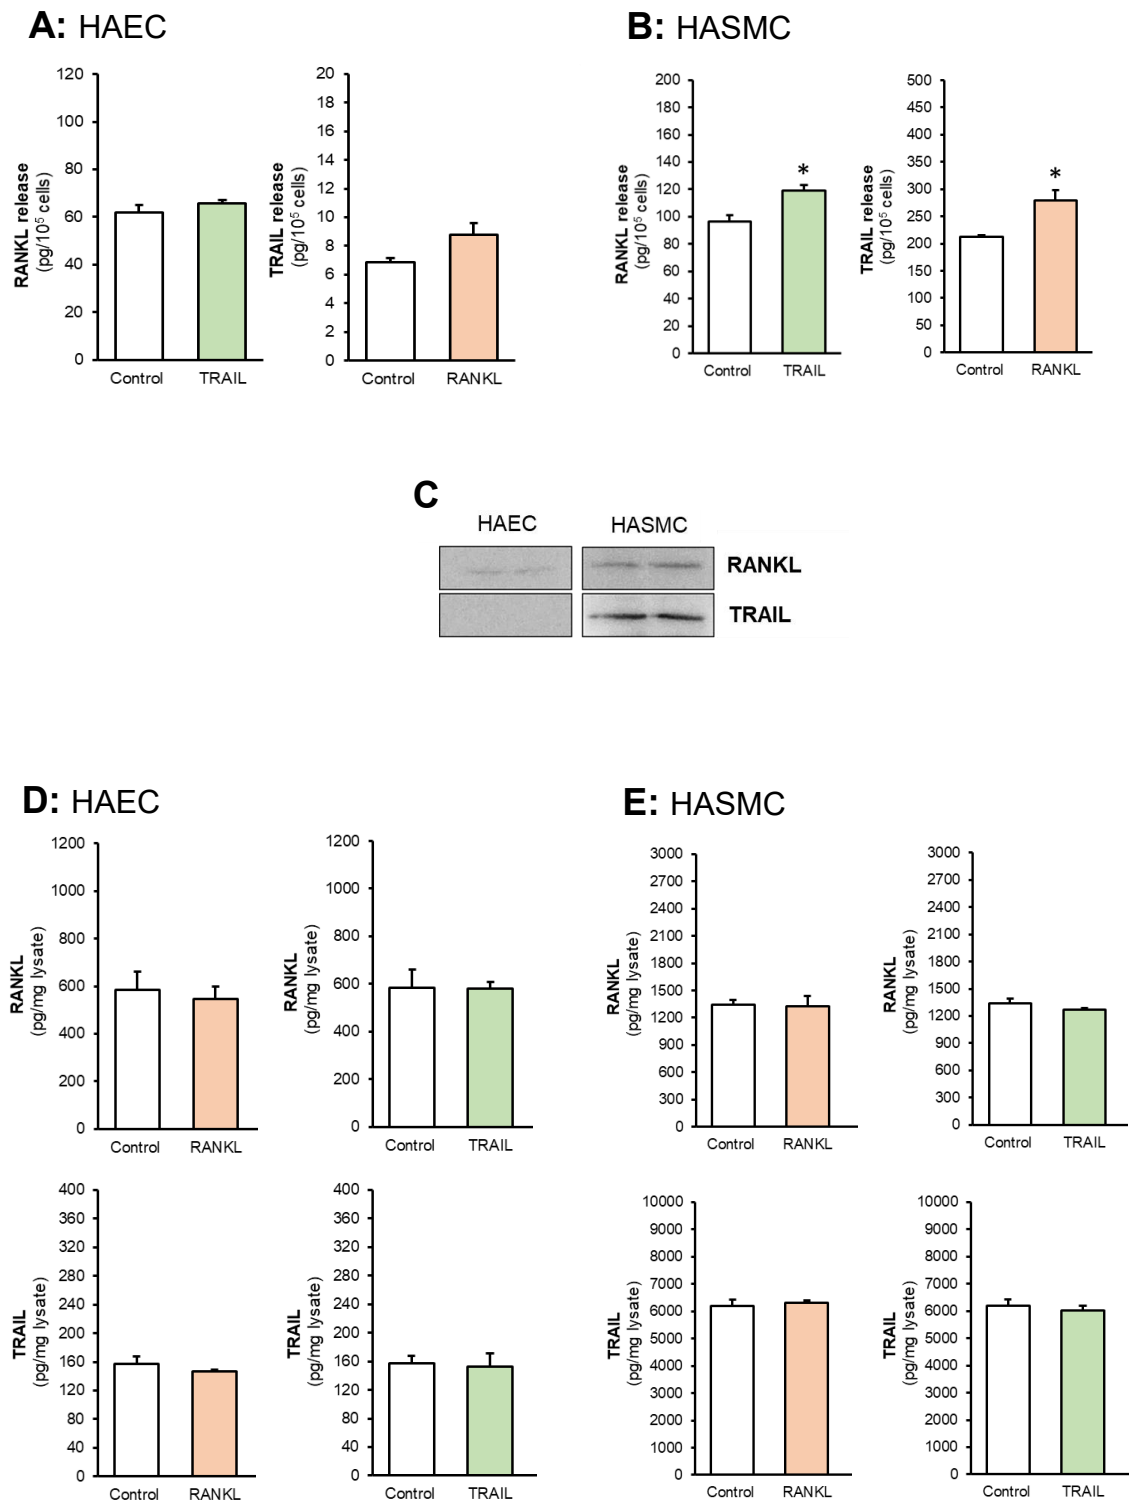 A: HAEC
120
100
80
60
40
20
0
RANKL release
(pg/10⁵ cells)
Control TRAIL
20
18
16
14
12
10
8
6
4
2
0
TRAIL release
(pg/10⁵ cells)
Control RANKL
B: HASMC
200
180
160
140
120
100
80
60
40
20
0
RANKL release
(pg/10⁵ cells)
*
Control TRAIL
500
450
400
350
300
250
200
150
100
50
0
TRAIL release
(pg/10⁵ cells)
*
Control RANKL
C
HAEC HASMC
RANKL
TRAIL
D: HAEC
1200
1000
800
600
400
200
0
RANKL
(pg/mg lysate)
Control RANKL
1200
1000
800
600
400
200
0
RANKL
(pg/mg lysate)
Control TRAIL
400
360
320
280
240
200
160
120
80
40
0
TRAIL
(pg/mg lysate)
Control RANKL
400
360
320
280
240
200
160
120
80
40
0
TRAIL
(pg/mg lysate)
Control TRAIL
E: HASMC
3000
2700
2400
2100
1800
1500
1200
900
600
300
0
RANKL
(pg/mg lysate)
Control RANKL
3000
2700
2400
2100
1800
1500
1200
900
600
300
0
RANKL
(pg/mg lysate)
Control TRAIL
10000
9000
8000
7000
6000
5000
4000
3000
2000
1000
0
TRAIL
(pg/mg lysate)
Control RANKL
10000
9000
8000
7000
6000
5000
4000
3000
2000
1000
0
TRAIL
(pg/mg lysate)
Control TRAIL